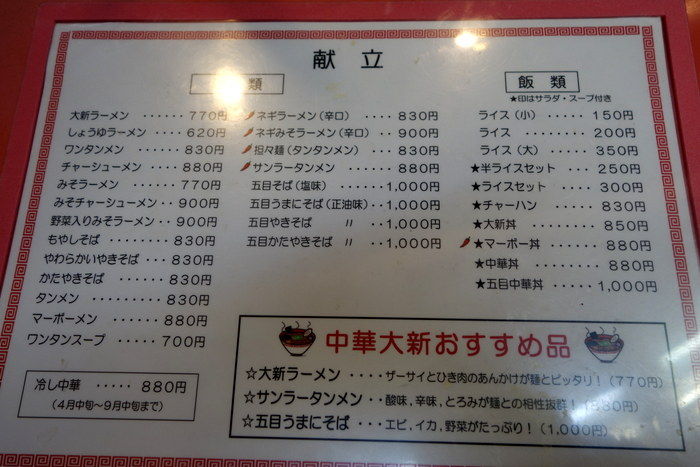 献立
類
大新ラーメン ‥‥‥ 770円
しょうゆラーメン ‥‥ 620円
ワンタンメン ‥‥‥ 830円
チャーシューメン ‥‥ 880円
みそラーメン ‥‥‥ 770円
みそチャーシューメン ‥ 900円
野菜入りみそラーメン ‥ 900円
もやしそば ‥‥‥‥ 830円
やわらかいやきそば ‥ 830円
かたやきそば ‥‥‥ 830円
タンメン ‥‥‥‥‥ 830円
マーボーメン ‥‥‥ 880円
ワンタンスープ ‥‥ 700円
冷し中華 ‥‥‥ 880円
(4月中旬～9月中旬まで)
ネギラーメン(辛口) ‥‥ 830円
ネギみそラーメン(辛口) ‥ 900円
担々麺(タンタンメン) ‥‥ 830円
サンラータンメン ‥‥‥ 880円
五目そば(塩味) ‥‥ 1,000円
五目うまにそば(正油味)‥ 1,000円
五目やきそば 〃 ‥ 1,000円
五目かたやきそば 〃 ‥ 1,000円
飯類
★印はサラダ・スープ付き
ライス(小) ‥‥‥ 150円
ライス ‥‥‥‥ 200円
ライス(大) ‥‥‥ 350円
★半ライスセット ‥‥ 250円
★ライスセット ‥‥‥ 300円
★チャーハン ‥‥‥ 830円
★大新丼 ‥‥‥‥ 850円
★マーボー丼 ‥‥‥ 880円
★中華丼 ‥‥‥‥ 880円
★五目中華丼 ‥‥‥ 1,000円
中華大新おすすめ品
☆大新ラーメン ‥‥ ザーサイとひき肉のあんかけが麺とピッタリ！(770円)
☆サンラータンメン ‥ 酸味,辛味,とろみが麺との相性抜群！
☆五目うまにそば ‥‥ エビ,イカ,野菜がたっぷり！(1,000円)